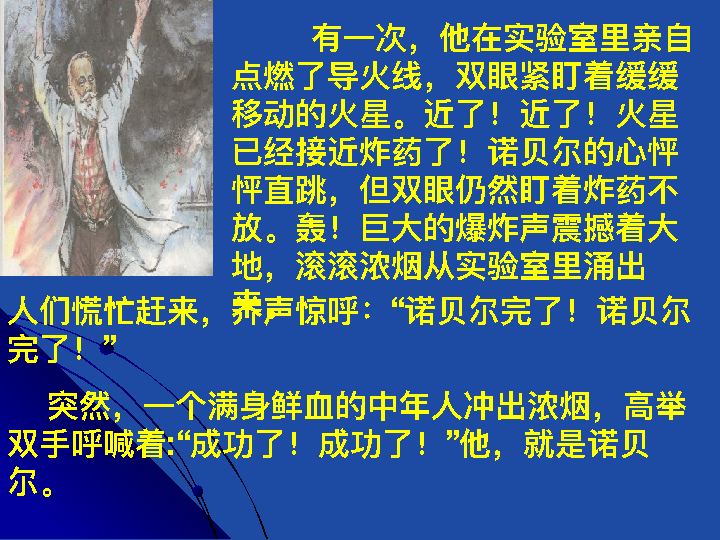 有一次，他在实验室里亲自
点燃了导火线，双眼紧盯着缓缓
移动的火星。近了！近了！火星
已经接近炸药了！诺贝尔的心怦
怦直跳，但双眼仍然盯着炸药不
放。轰！巨大的爆炸声震撼着大
地，滚滚浓烟从实验室里涌出
来。
人们慌忙赶来，齐声惊呼：“诺贝尔完了！诺贝尔
完了！”
突然，一个满身鲜血的中年人冲出浓烟，高举
双手呼喊着:“成功了！成功了！”他，就是诺贝
尔。